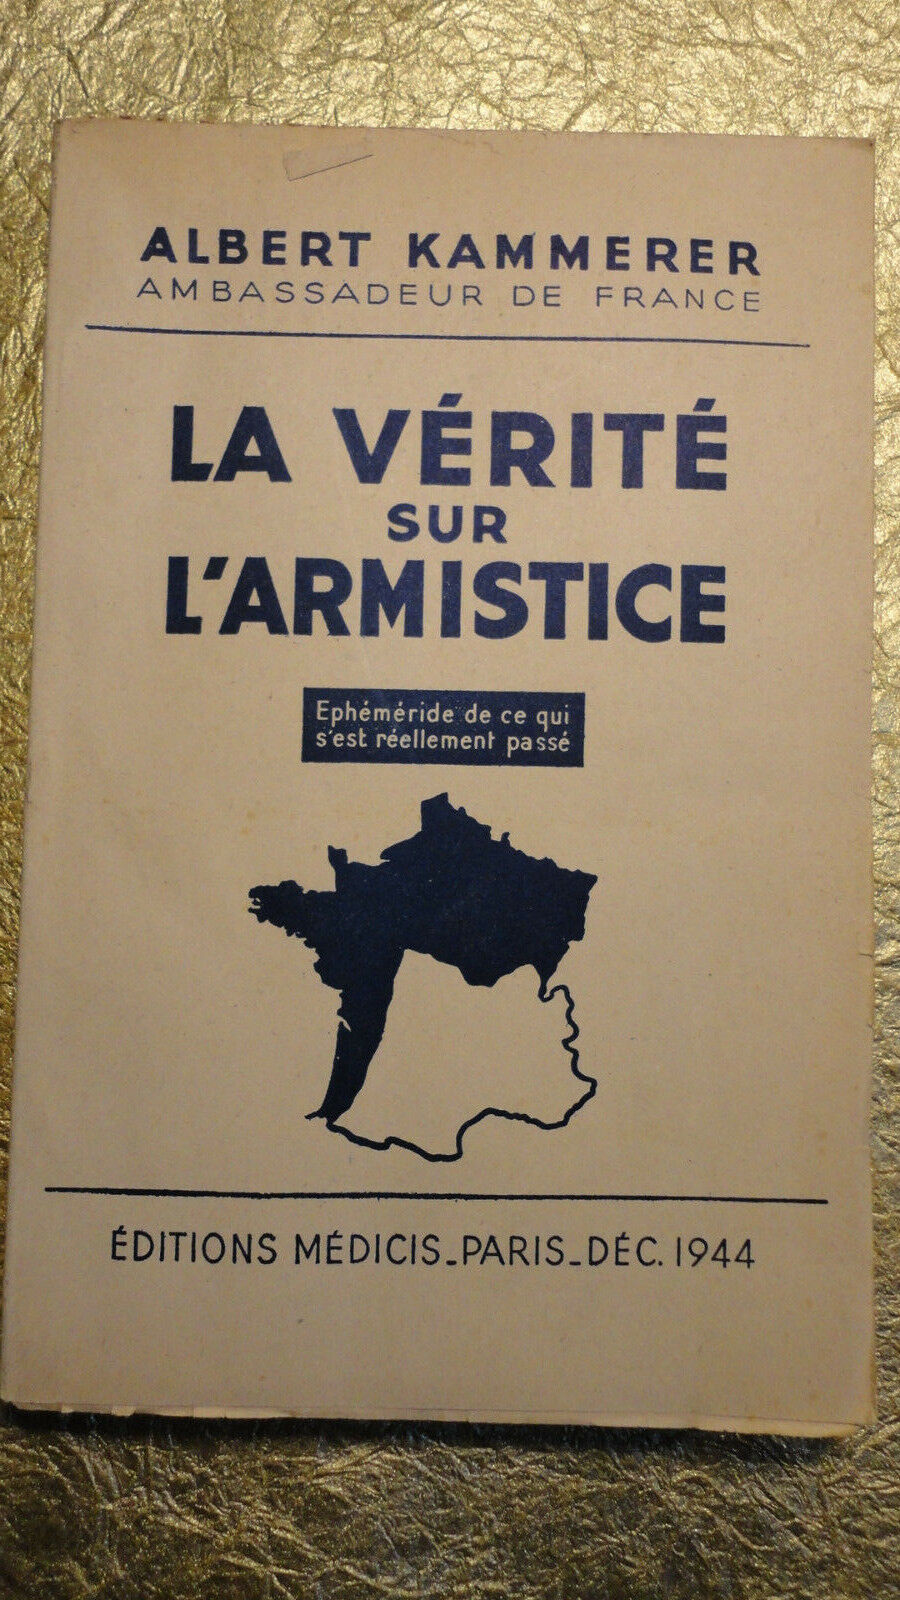 ALBERT KAMMERER
AMBASSADEUR DE FRANCE
LA VÉRITÉ
SUR
L'ARMISTICE
Ephéméride de ce qui
s'est réellement passé
ÉDITIONS MÉDICIS_PARIS_DÉC. 1944